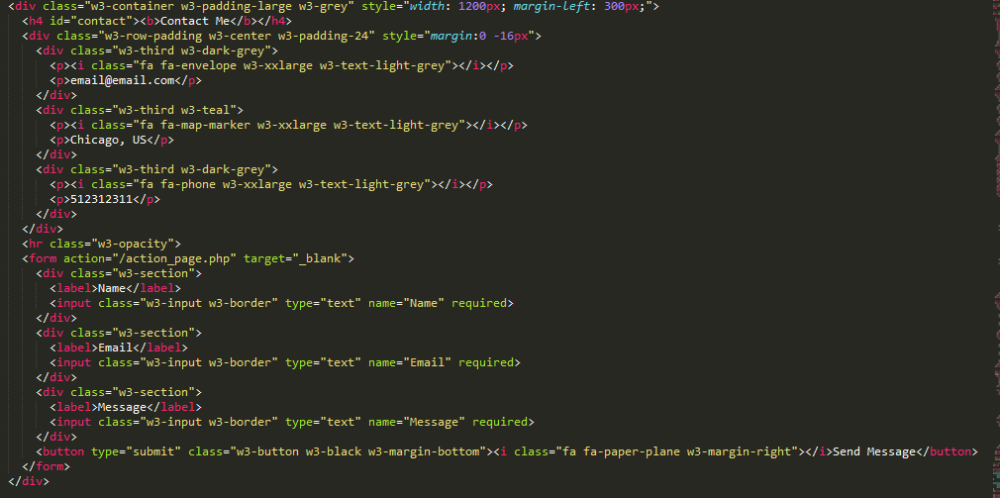 <div class="w3-container w3-padding-large w3-grey" style="width: 1200px; margin-left: 300px;">
<h4 id="contact"><b>Contact Me</b></h4>
<div class="w3-row-padding w3-center w3-padding-24" style="margin:0 -16px">
<div class="w3-third w3-dark-grey">
<p><i class="fa fa-envelope w3-xxlarge w3-text-light-grey"></i></p>
<p>email@email.com</p>
</div>
<div class="w3-third w3-teal">
<p><i class="fa fa-map-marker w3-xxlarge w3-text-light-grey"></i></p>
<p>Chicago, US</p>
</div>
<div class="w3-third w3-dark-grey">
<p><i class="fa fa-phone w3-xxlarge w3-text-light-grey"></i></p>
<p>512312311</p>
</div>
</div>
<hr class="w3-opacity">
<form action="/action_page.php" target="_blank">
<div class="w3-section">
<label>Name</label>
<input class="w3-input w3-border" type="text" name="Name" required>
</div>
<div class="w3-section">
<label>Email</label>
<input class="w3-input w3-border" type="text" name="Email" required>
</div>
<div class="w3-section">
<label>Message</label>
<input class="w3-input w3-border" type="text" name="Message" required>
</div>
<button type="submit" class="w3-button w3-black w3-margin-bottom"><i class="fa fa-paper-plane w3-margin-right"></i>Send Message</button>
</form>
</div>